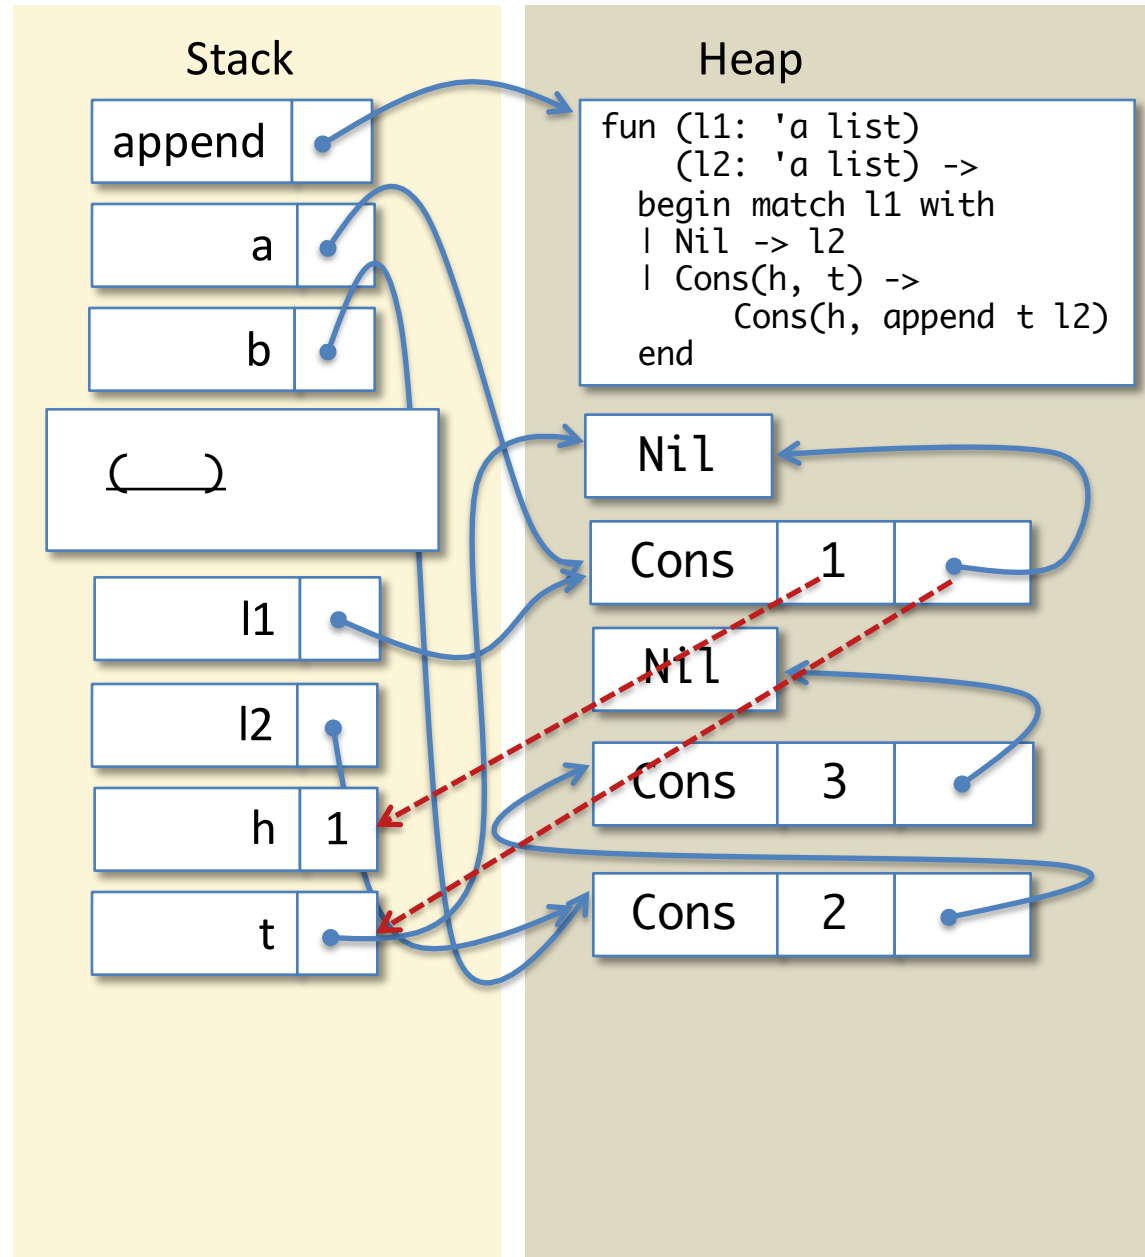 Stack
append
a
b
(____)
l1
l2
h 1
t
Heap
fun (l1: 'a list)
(l2: 'a list) ->
begin match l1 with
| Nil -> l2
| Cons(h, t) ->
Cons(h, append t l2)
end
Nil
Cons 1
Nil
Cons 3
Cons 2